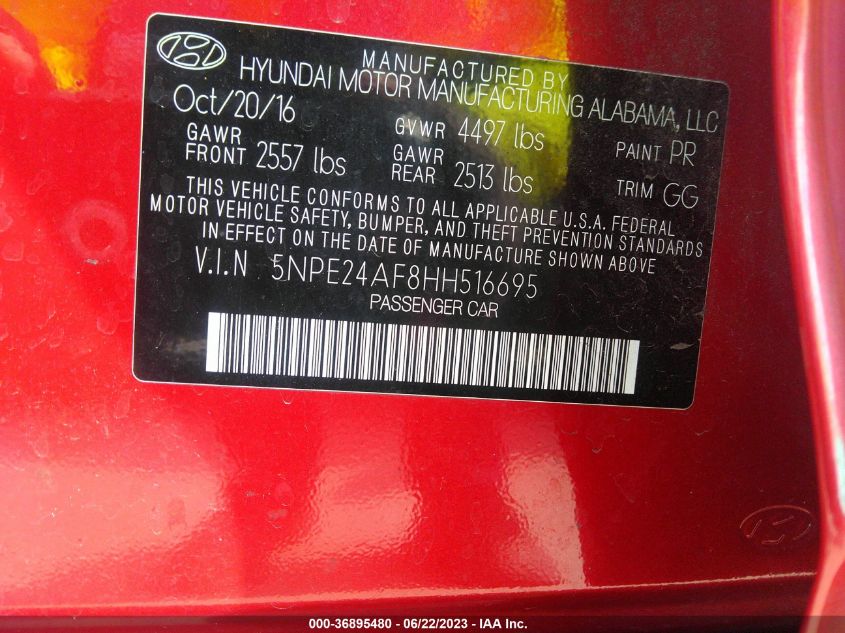 MANUFACTURED BY
HYUNDAI MOTOR MANUFACTURING ALABAMA, LLC
Oct/20/16 GVWR 4497 lbs PAINT PR
GAWR FRONT 2557 lbs GAWR REAR 2513 lbs TRIM GG
THIS VEHICLE CONFORMS TO ALL APPLICABLE U.S.A. FEDERAL
MOTOR VEHICLE SAFETY, BUMPER, AND THEFT PREVENTION STANDARDS
IN EFFECT ON THE DATE OF MANUFACTURE SHOWN ABOVE
V.I.N 5NPE24AF8HH516695
PASSENGER CAR
000-36895480 - 06/22/2023 - IAA Inc.